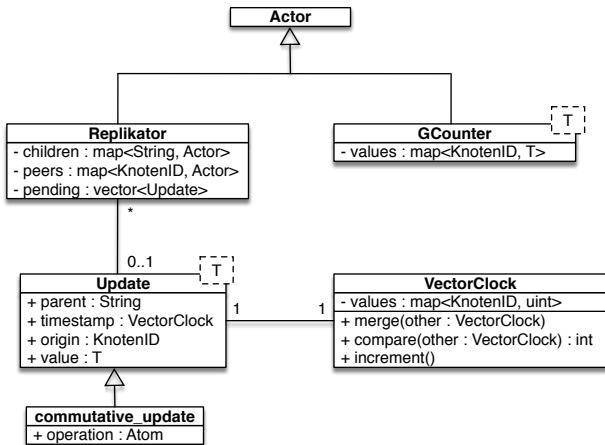 Actor
Replikator
- children : map<String, Actor>
- peers : map<KnotenID, Actor>
- pending : vector<Update>
T
GCounter
- values : map<KnotenID, T>
*
0..1
T
Update
+ parent : String
+ timestamp : VectorClock
+ origin : KnotenID
+ value : T
1
1
VectorClock
- values : map<KnotenID, uint>
+ merge(other : VectorClock)
+ compare(other : VectorClock) : int
+ increment()
commutative_update
+ operation : Atom